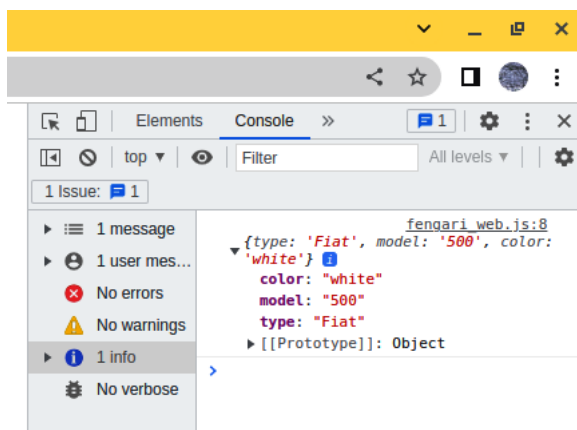 Elements Console » 1
top ▼ Filter All levels ▼
1 Issue: 1
1 message
1 user mes…
No errors
No warnings
1 info
No verbose
fengari_web.js:8
{type: 'Fiat', model: '500', color:
'white'}
color: "white"
model: "500"
type: "Fiat"
[[Prototype]]: Object